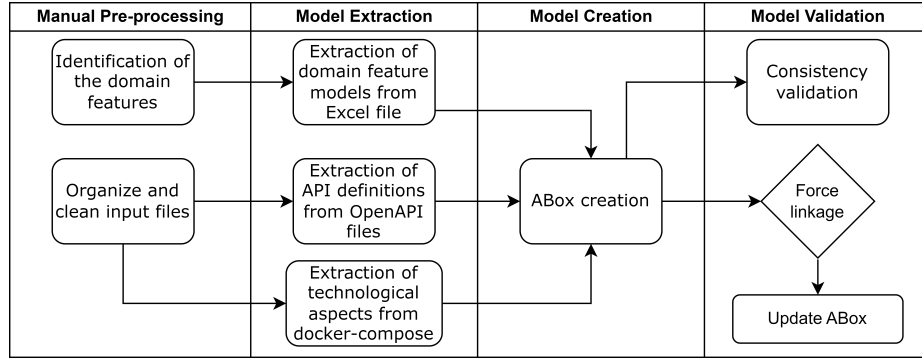 Manual Pre-processing
Model Extraction
Model Creation
Model Validation
Identification of
the domain
features
Extraction of
domain feature
models from
Excel file
Consistency
validation
Organize and
clean input files
Extraction of
API definitions
from OpenAPI
files
ABox creation
Force
linkage
Extraction of
technological
aspects from
docker-compose
Update ABox